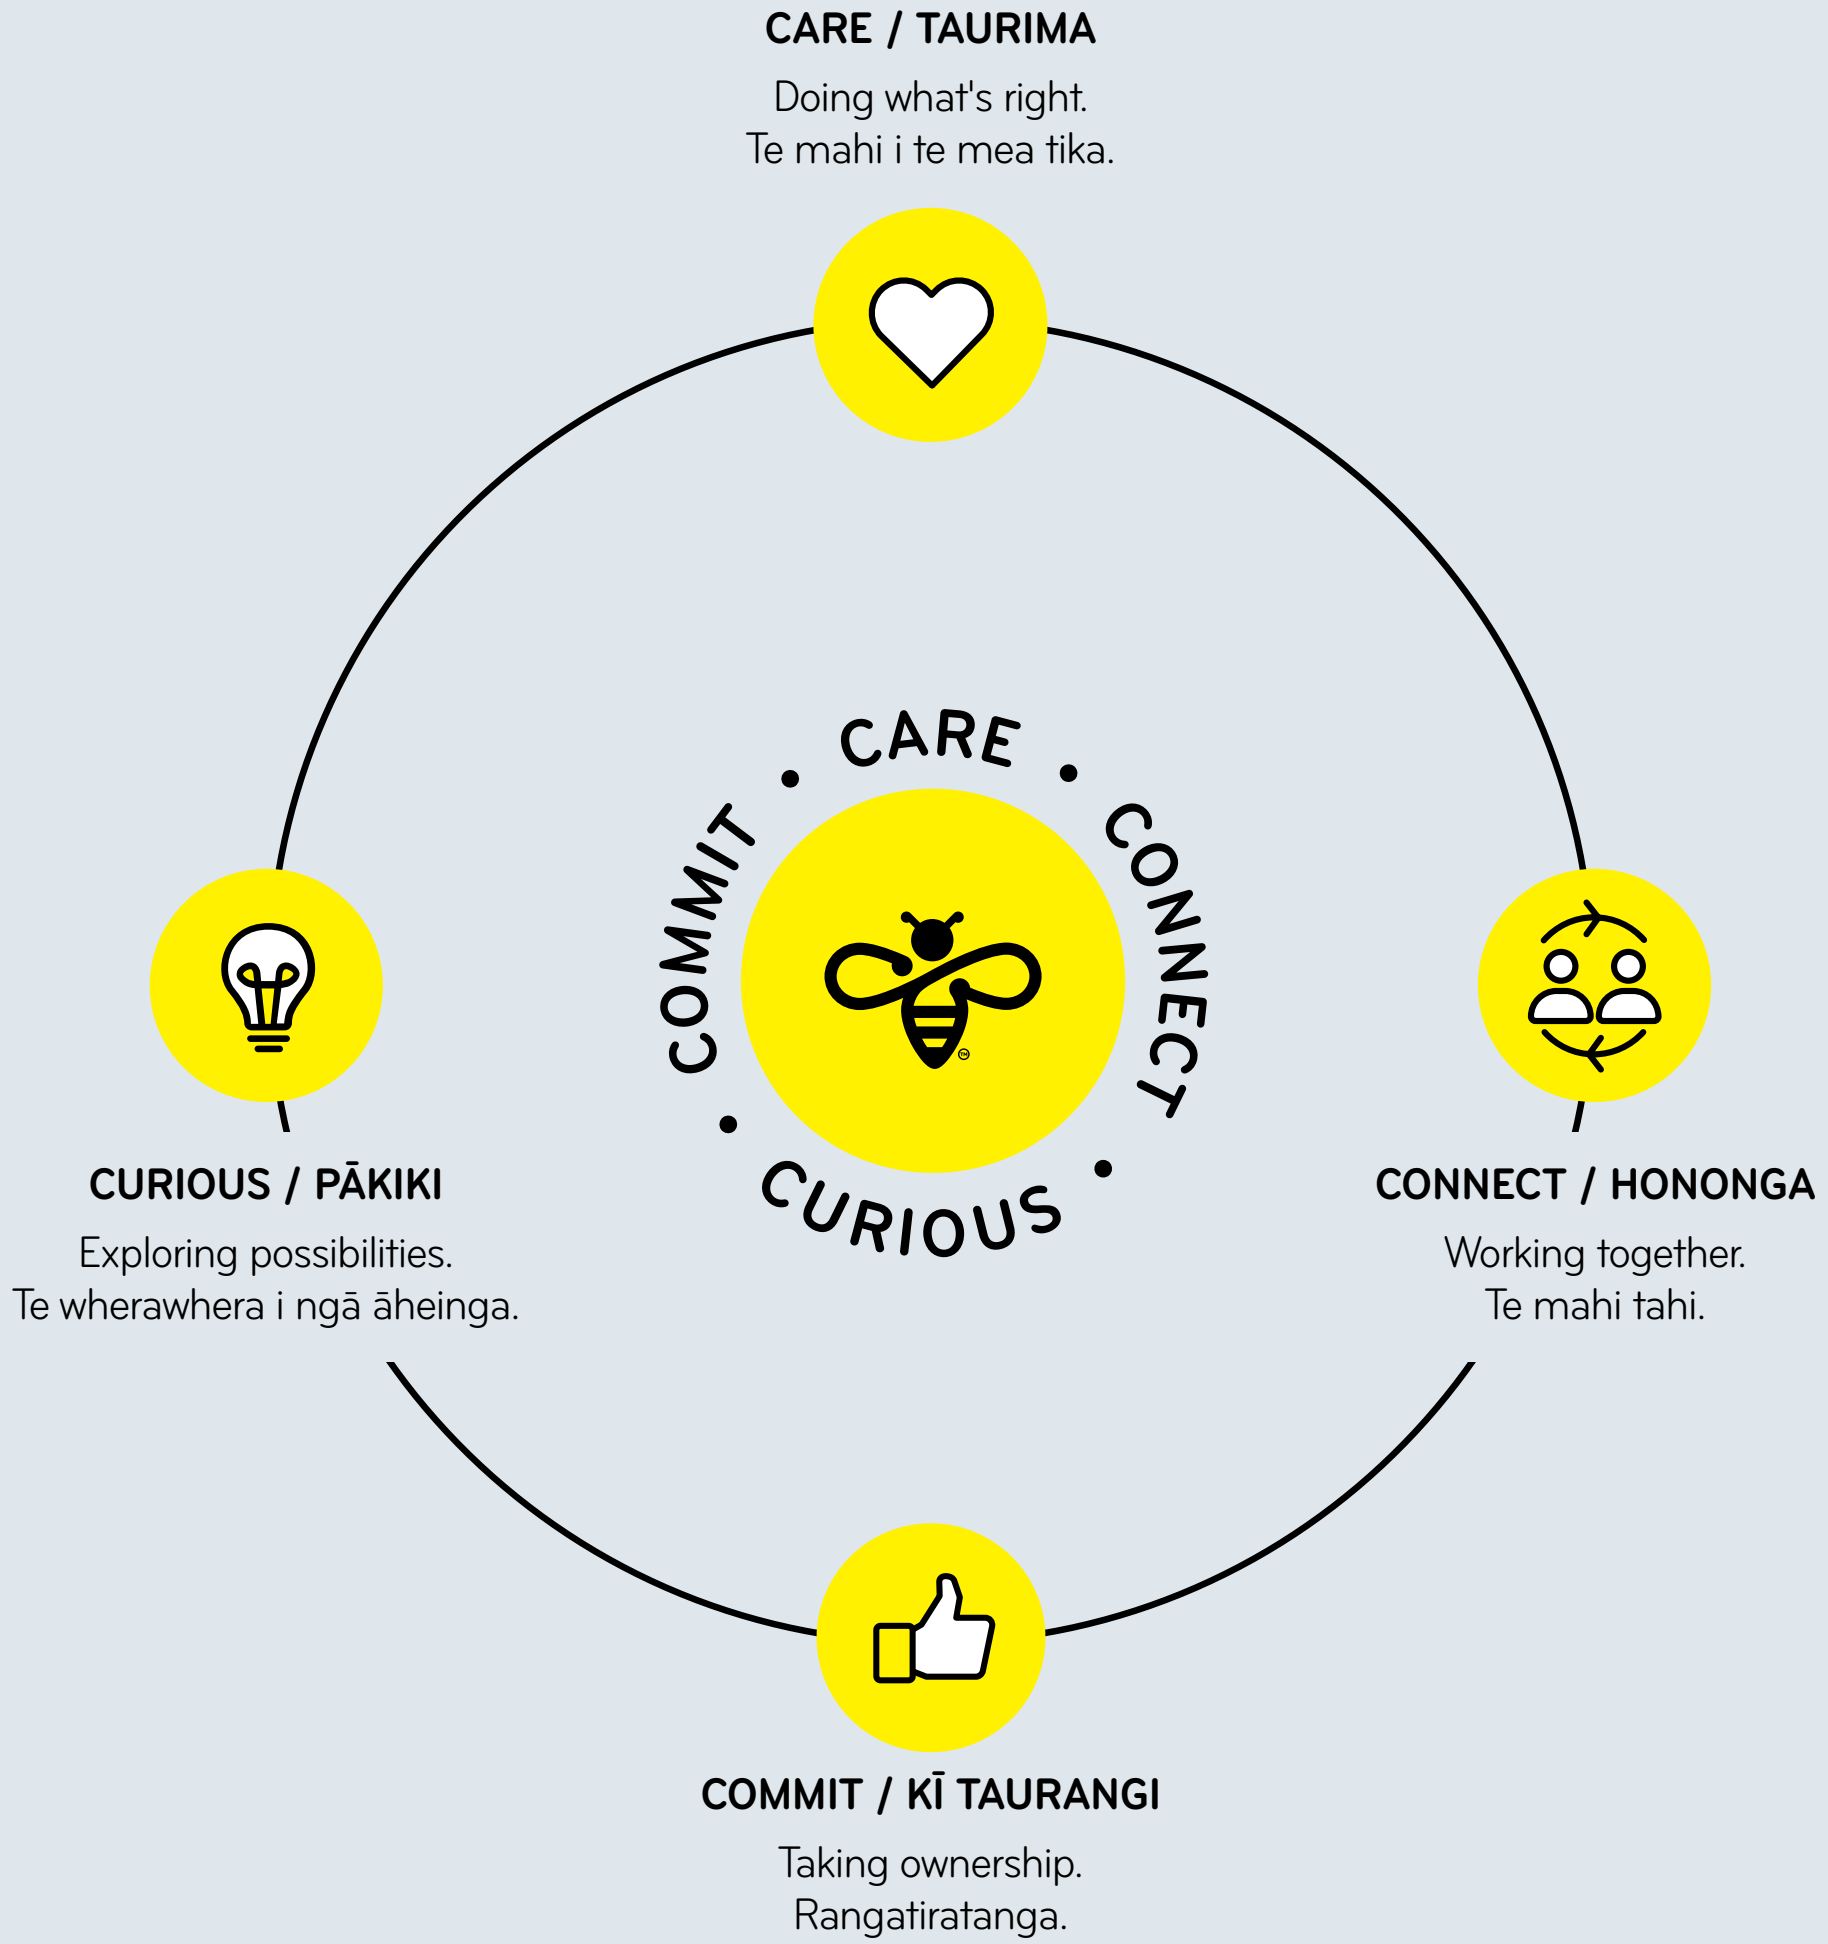 CARE / TAURIMA
Doing what's right.
Te mahi i te mea tika.
CARE • CONNECT • CURIOUS • COMMIT •
TM
CURIOUS / PĀKIKI
Exploring possibilities.
Te wherawhera i ngā āheinga.
CONNECT / HONONGA
Working together.
Te mahi tahi.
COMMIT / KĪ TAURANGI
Taking ownership.
Rangatiratanga.